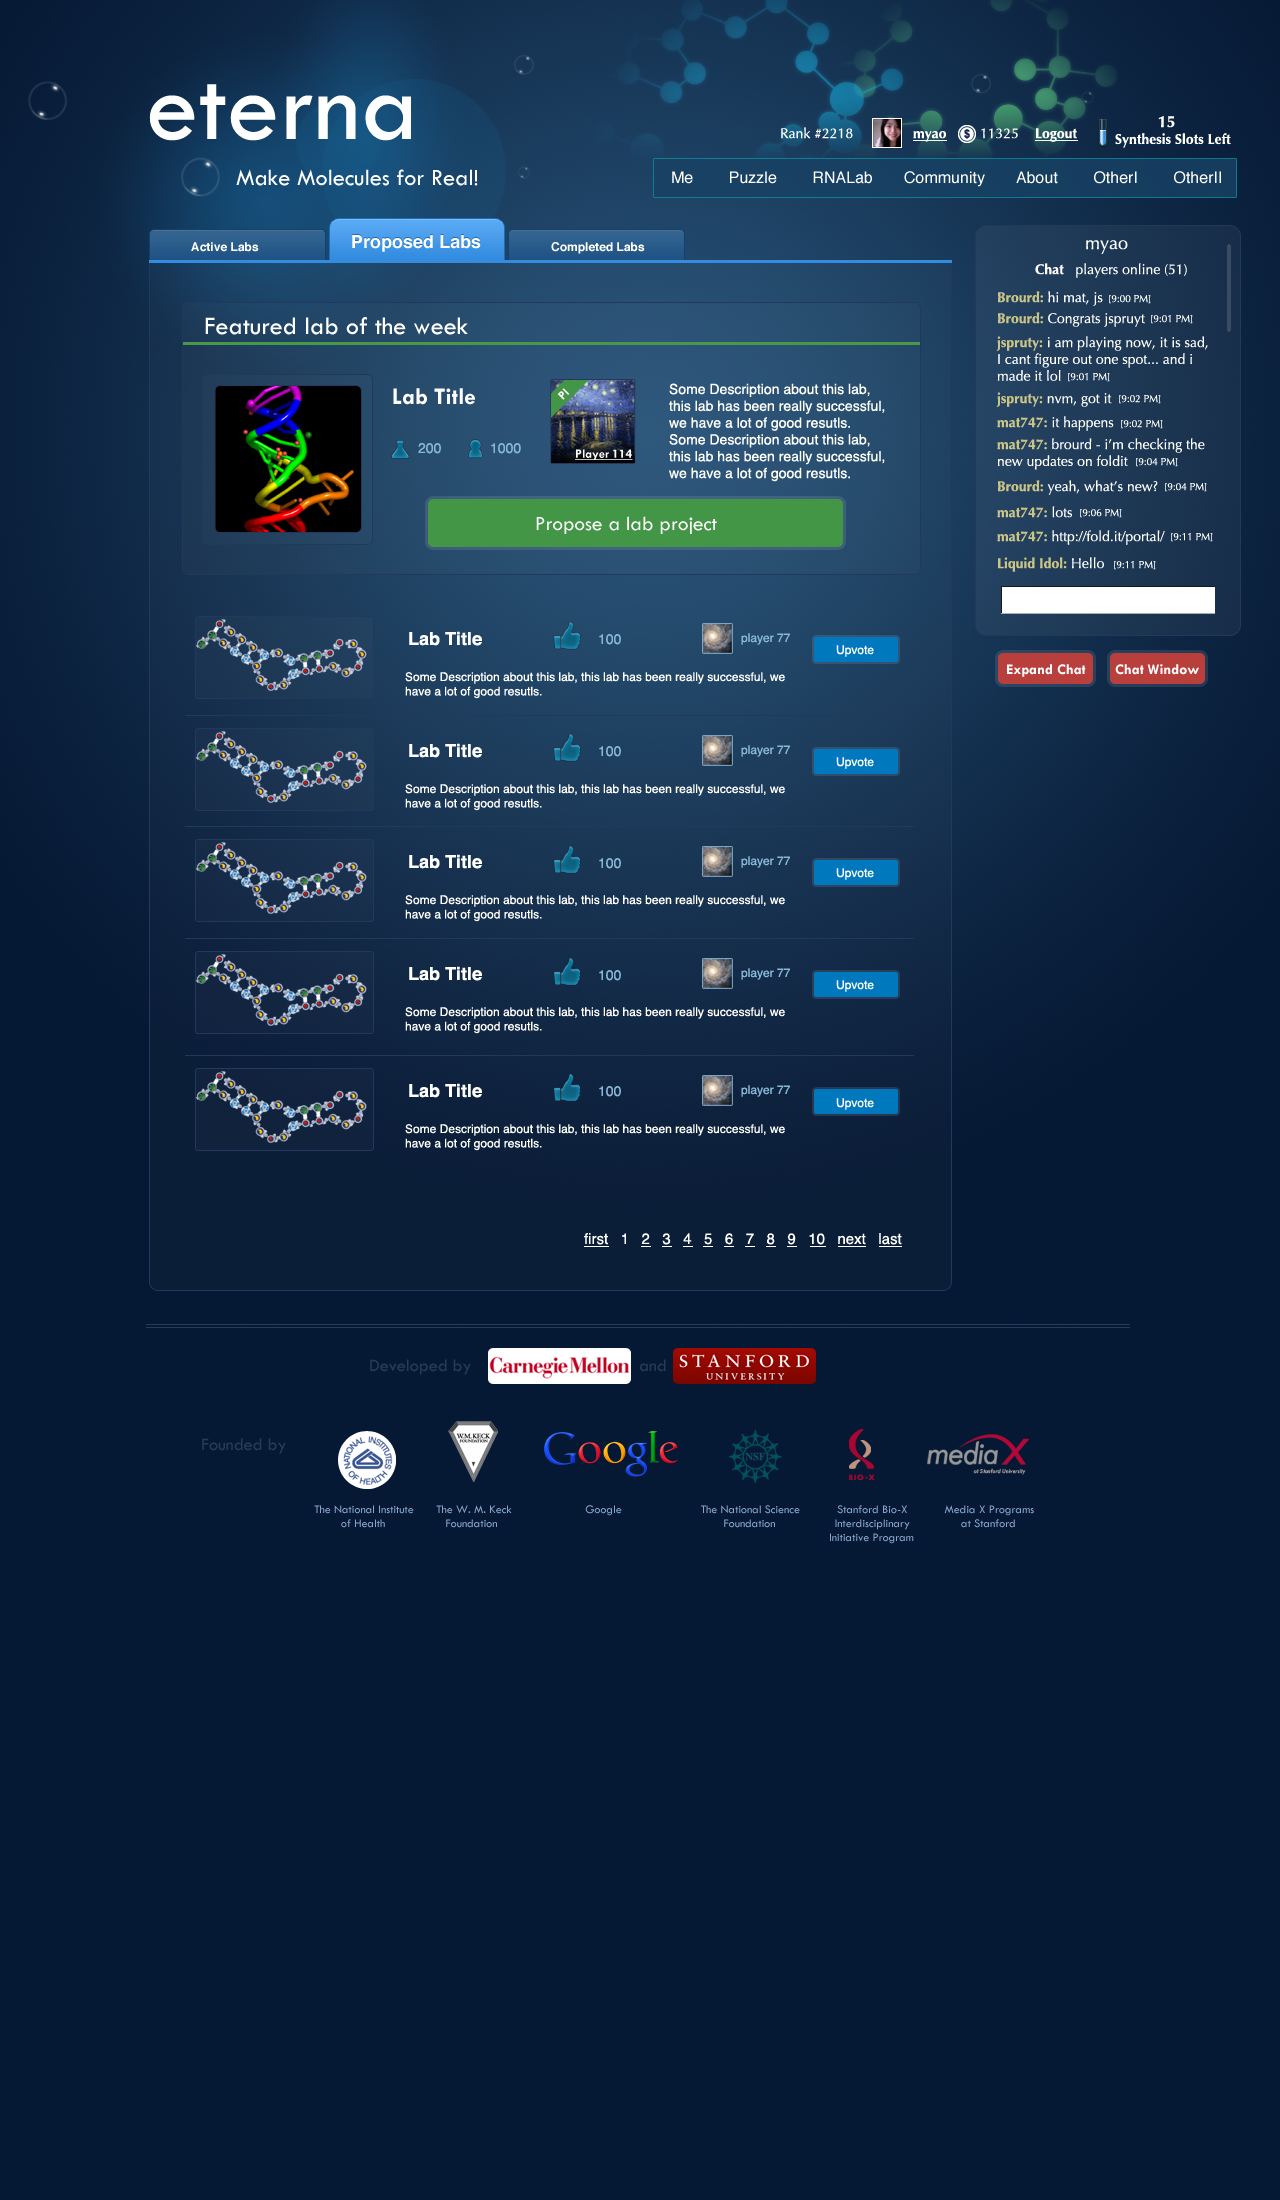 eterna
Make Molecules for Real!
Rank #2218
myao
11325
Logout
15
Synthesis Slots Left
Me
Puzzle
RNALab
Community
About
OtherI
OtherII
Active Labs
Proposed Labs
Completed Labs
Featured lab of the week
Lab Title
200
1000
PI
Player 114
Some Description about this lab,
this lab has been really successful,
we have a lot of good resutls.
Some Description about this lab,
this lab has been really successful,
we have a lot of good resutls.
Propose a lab project
Lab Title
100
player 77
Upvote
Some Description about this lab, this lab has been really successful, we
have a lot of good resutls.
Lab Title
100
player 77
Upvote
Some Description about this lab, this lab has been really successful, we
have a lot of good resutls.
Lab Title
100
player 77
Upvote
Some Description about this lab, this lab has been really successful, we
have a lot of good resutls.
Lab Title
100
player 77
Upvote
Some Description about this lab, this lab has been really successful, we
have a lot of good resutls.
Lab Title
100
player 77
Upvote
Some Description about this lab, this lab has been really successful, we
have a lot of good resutls.
first 1 2 3 4 5 6 7 8 9 10 next last
myao
Chat players online (51)
Brourd: hi mat, js [9:00 PM]
Brourd: Congrats jspruyt [9:01 PM]
jspruty: i am playing now, it is sad,
I cant figure out one spot... and i
made it lol [9:01 PM]
jspruty: nvm, got it [9:02 PM]
mat747: it happens [9:02 PM]
mat747: brourd - i'm checking the
new updates on foldit [9:04 PM]
Brourd: yeah, what's new? [9:04 PM]
mat747: lots [9:06 PM]
mat747: http://fold.it/portal/ [9:11 PM]
Liquid Idol: Hello [9:11 PM]
Expand Chat
Chat Window
Developed by
Carnegie Mellon
and
STANFORD
UNIVERSITY
Founded by
NATIONAL INSTITUTES
OF HEALTH
W.M. KECK
FOUNDATION
Google
NSF
BIO-X
media X
at Stanford University
The National Institute
of Health
The W. M. Keck
Foundation
Google
The National Science
Foundation
Stanford Bio-X
Interdisciplinary
Initiative Program
Media X Programs
at Stanford